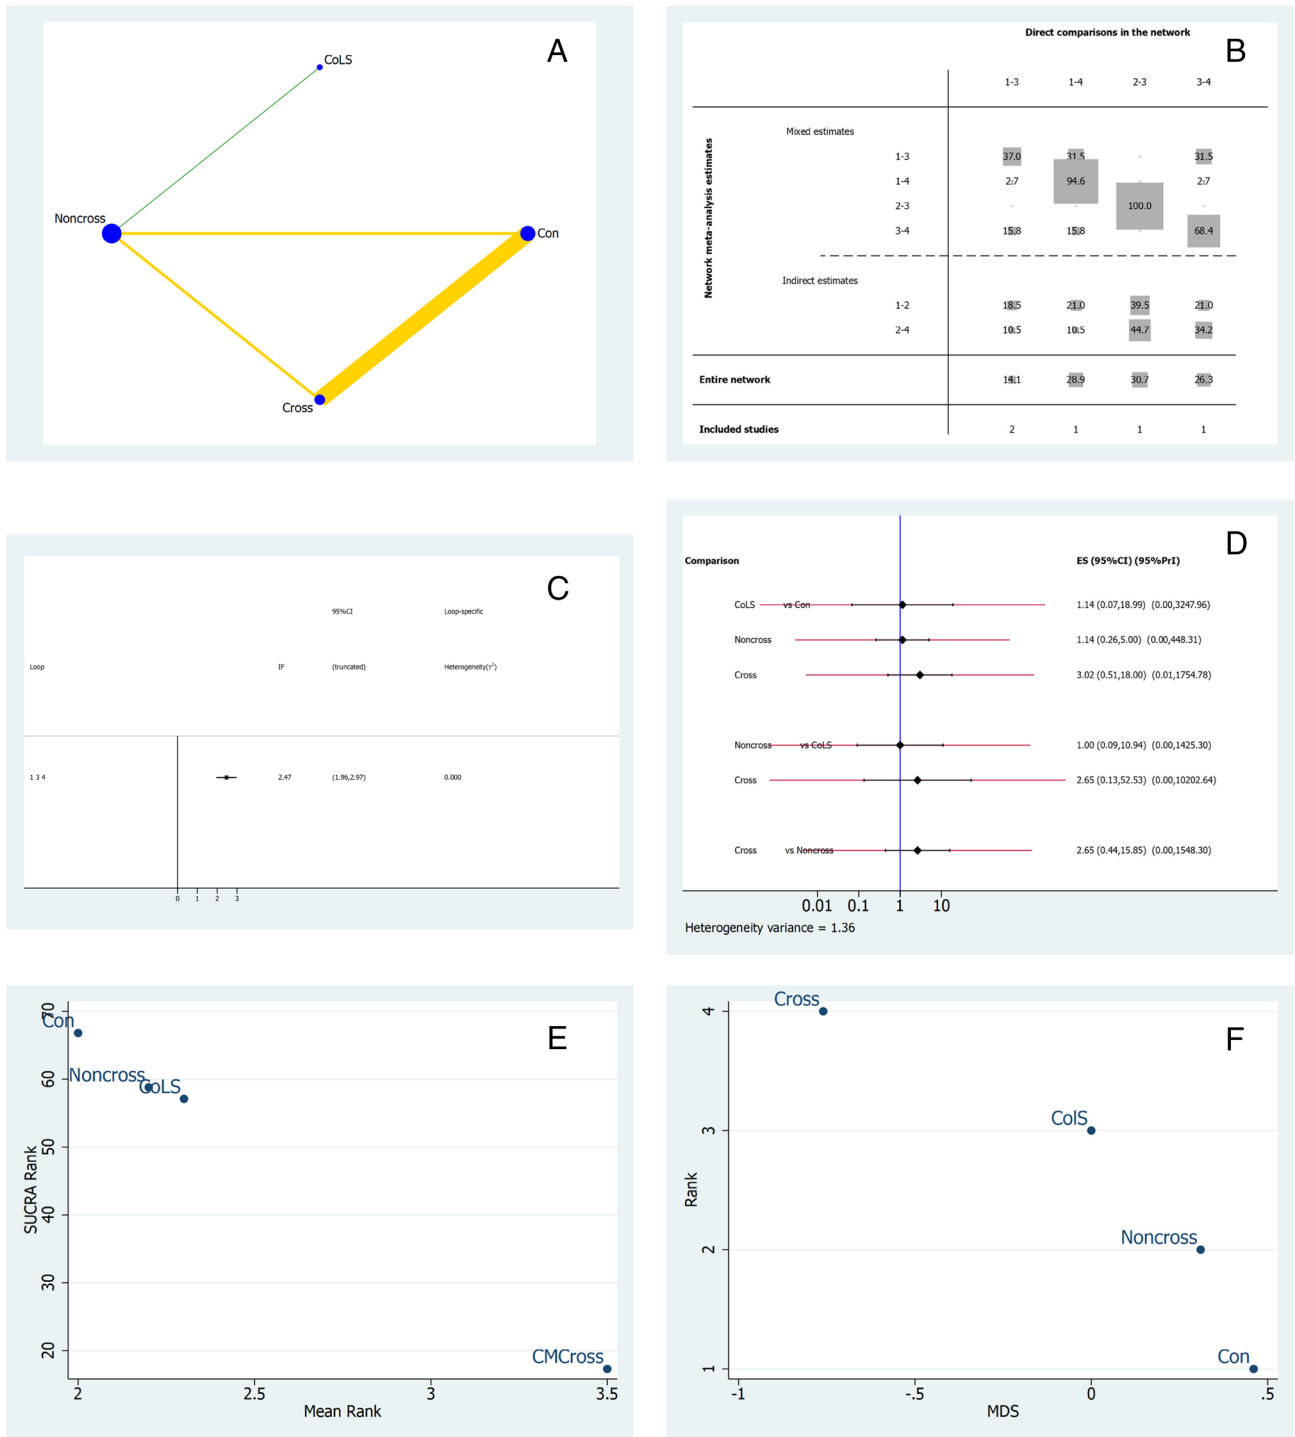 A
CoLS
Noncross
Con
Cross
B
Direct comparisons in the network
1-3 1-4 2-3 3-4
Network meta-analysis estimates
Mixed estimates
1-3 37.0 31.5 . 31.5
1-4 2.7 94.6 . 2.7
2-3 . . 100.0 .
3-4 15.8 15.8 . 68.4
Indirect estimates
1-2 18.5 21.0 39.5 21.0
2-4 10.5 10.5 44.7 34.2
Entire network 14.1 28.9 30.7 26.3
Included studies 2 1 1 1
C
95%CI Loop-specific
Loop IF (truncated) Heterogeneity(τ²)
1 3 4 2.47 (1.96,2.97) 0.000
0 1 2 3
D
Comparison ES (95%CI) (95%PrI)
CoLS vs Con 1.14 (0.07,18.99) (0.00,3247.96)
Noncross 1.14 (0.26,5.00) (0.00,448.31)
Cross 3.02 (0.51,18.00) (0.01,1754.78)
Noncross vs CoLS 1.00 (0.09,10.94) (0.00,1425.30)
Cross 2.65 (0.13,52.53) (0.00,10202.64)
Cross vs Noncross 2.65 (0.44,15.85) (0.00,1548.30)
0.01 0.1 1 10
Heterogeneity variance = 1.36
E
SUCRA Rank
70
60
50
40
30
20
Con
Noncross
CoLS
CMCross
2 2.5 3 3.5
Mean Rank
F
Rank
4
3
2
1
Cross
ColS
Noncross
Con
-1 -.5 0 .5
MDS